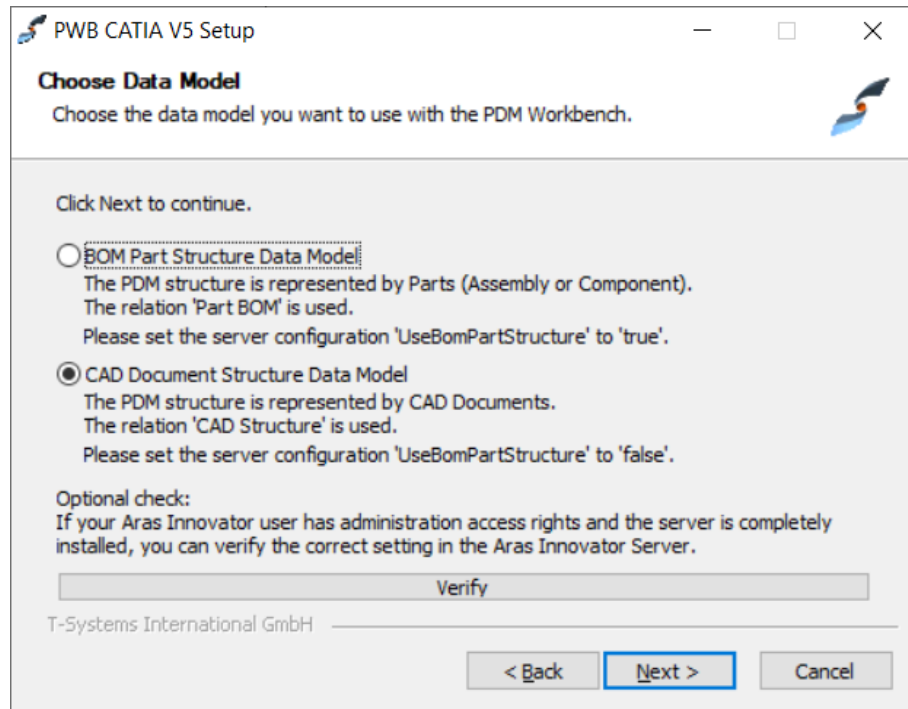 PWB CATIA V5 Setup
Choose Data Model
Choose the data model you want to use with the PDM Workbench.
Click Next to continue.
BOM Part Structure Data Model
The PDM structure is represented by Parts (Assembly or Component).
The relation 'Part BOM' is used.
Please set the server configuration 'UseBomPartStructure' to 'true'.
CAD Document Structure Data Model
The PDM structure is represented by CAD Documents.
The relation 'CAD Structure' is used.
Please set the server configuration 'UseBomPartStructure' to 'false'.
Optional check:
If your Aras Innovator user has administration access rights and the server is completely
installed, you can verify the correct setting in the Aras Innovator Server.
Verify
T-Systems International GmbH
< Back Next > Cancel